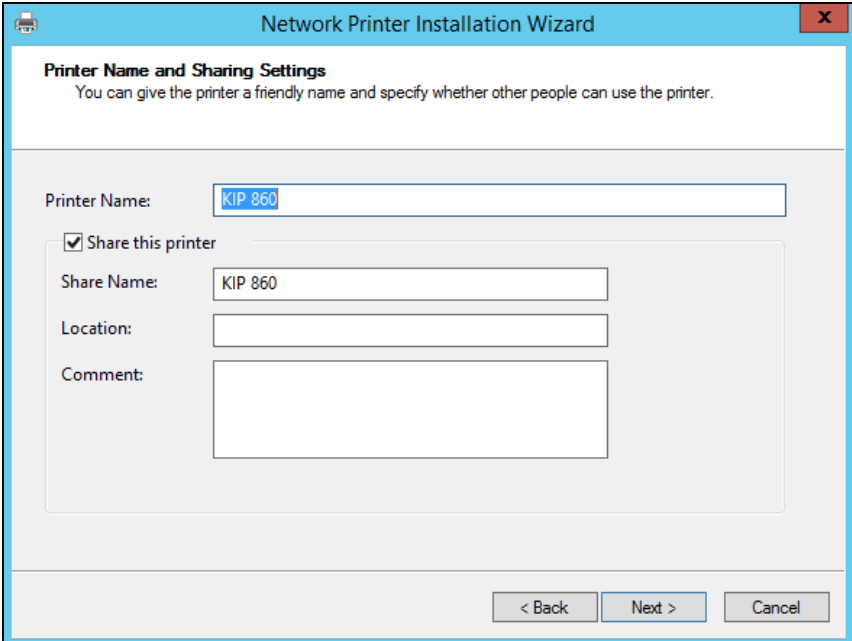 Network Printer Installation Wizard
x
Printer Name and Sharing Settings
You can give the printer a friendly name and specify whether other people can use the printer.
Printer Name: KIP 860
Share this printer
Share Name: KIP 860
Location:
Comment:
< Back Next > Cancel